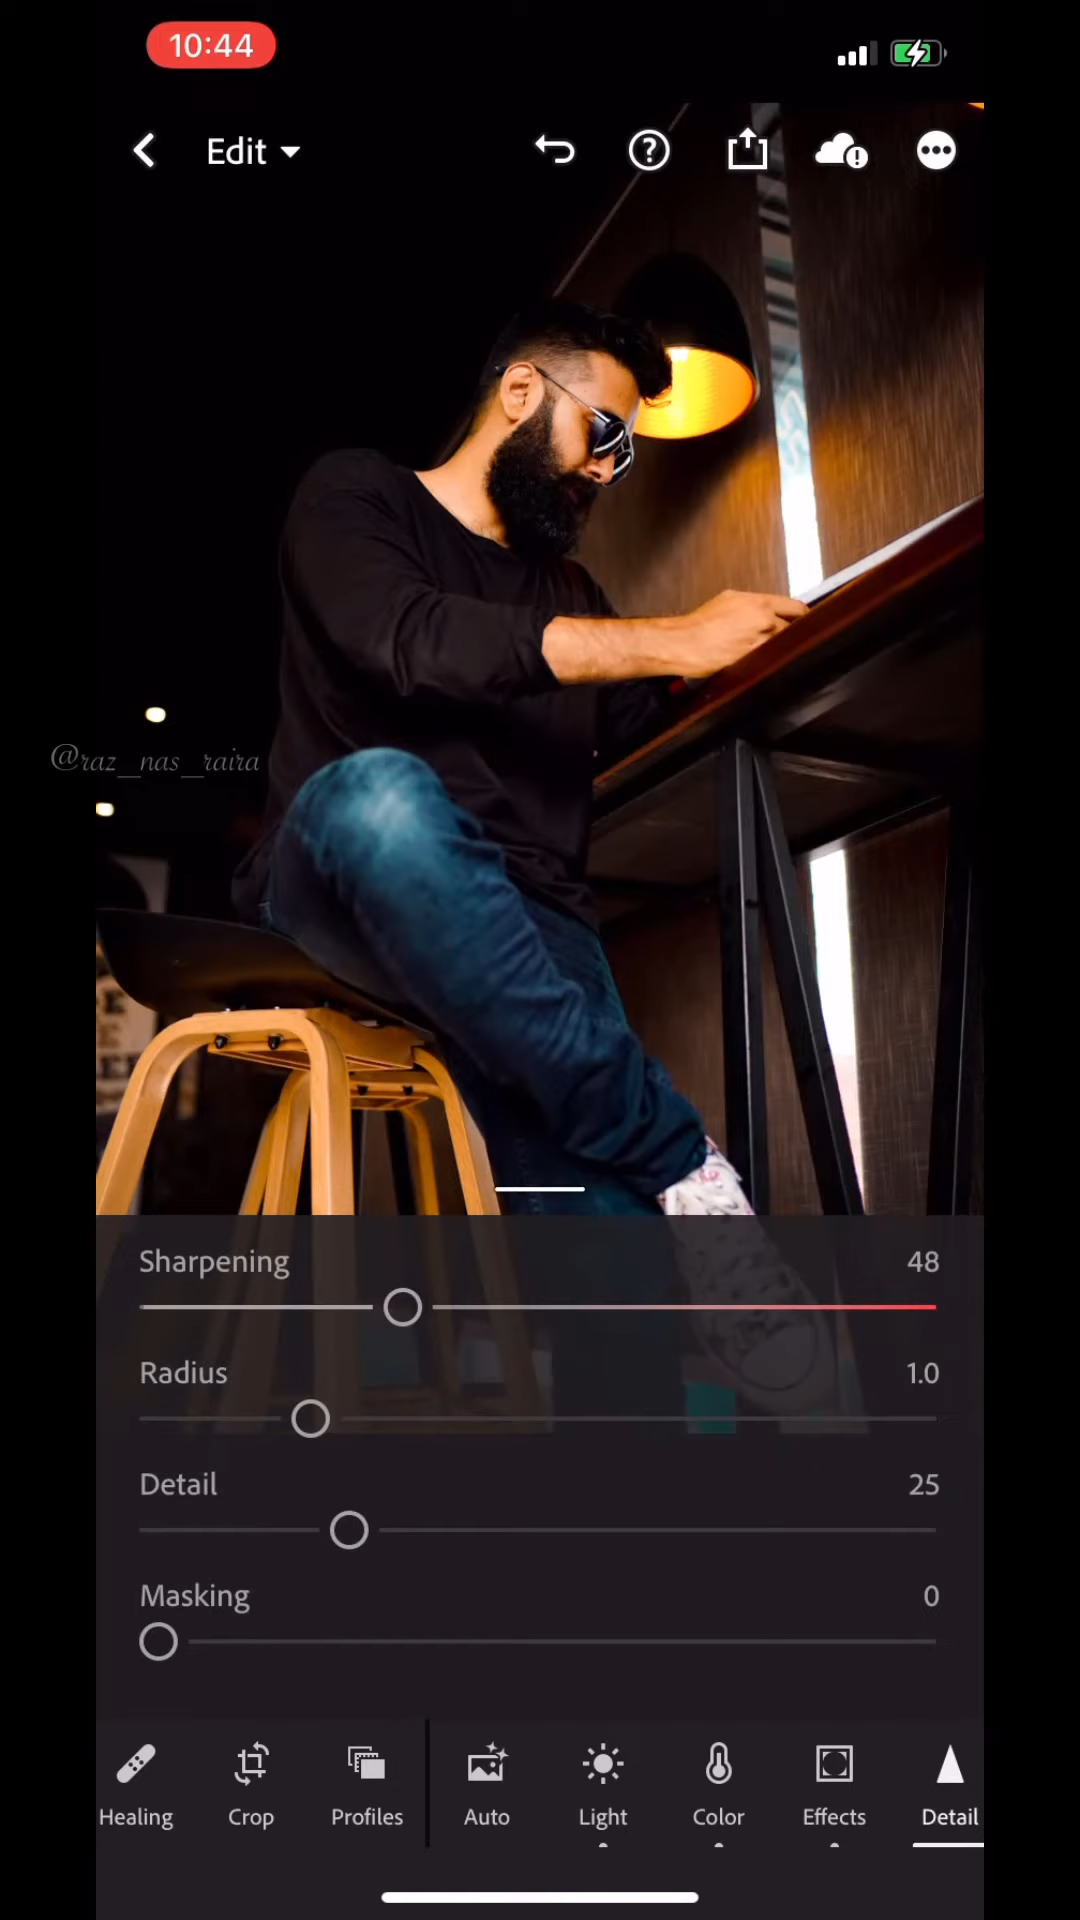 10:44
Edit
@raz_nas_raira
Sharpening 48
Radius 1.0
Detail 25
Masking 0
Healing Crop Profiles Auto Light Color Effects Detail